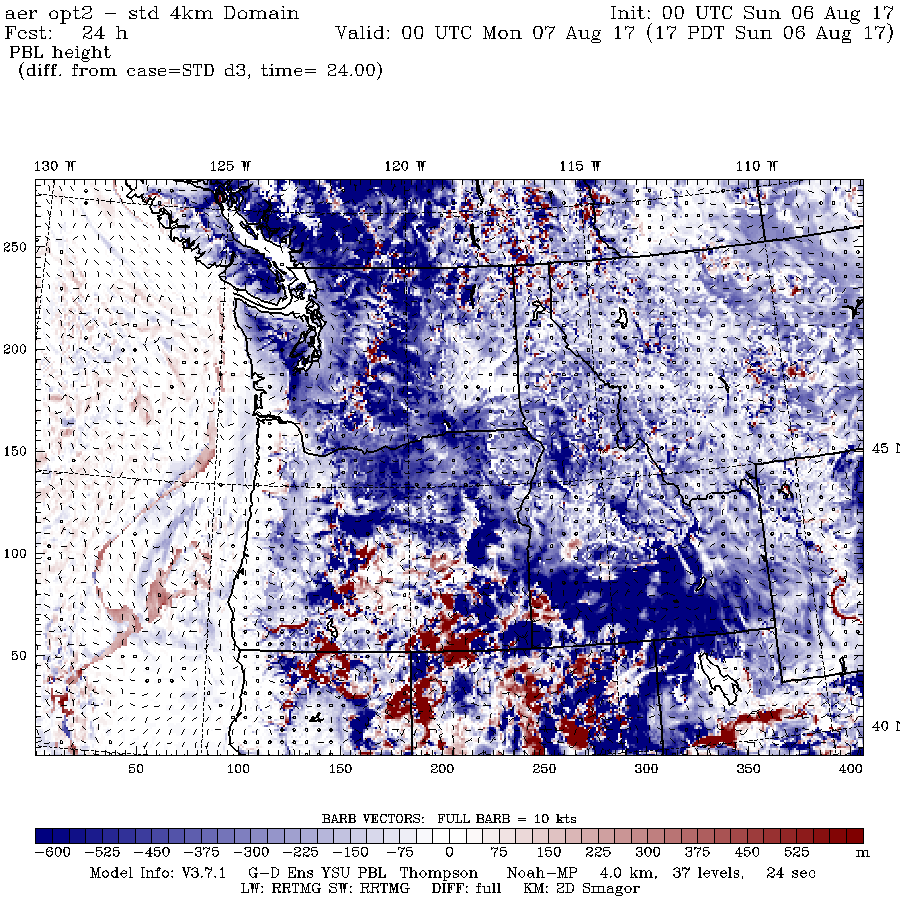 aer opt2 − std 4km Domain Init: 00 UTC Sun 06 Aug 17
Fcst: 24 h Valid: 00 UTC Mon 07 Aug 17 (17 PDT Sun 06 Aug 17)
PBL height
(diff. from case=STD d3, time= 24.00)
130 W 125 W 120 W 115 W 110 W
250
200
150 45 N
100
50
40 N
50 100 150 200 250 300 350 400
BARB VECTORS: FULL BARB = 10 kts
−600 −525 −450 −375 −300 −225 −150 −75 0 75 150 225 300 375 450 525 m
Model Info: V3.7.1 G−D Ens YSU PBL Thompson Noah−MP 4.0 km, 37 levels, 24 sec
LW: RRTMG SW: RRTMG DIFF: full KM: 2D Smagor